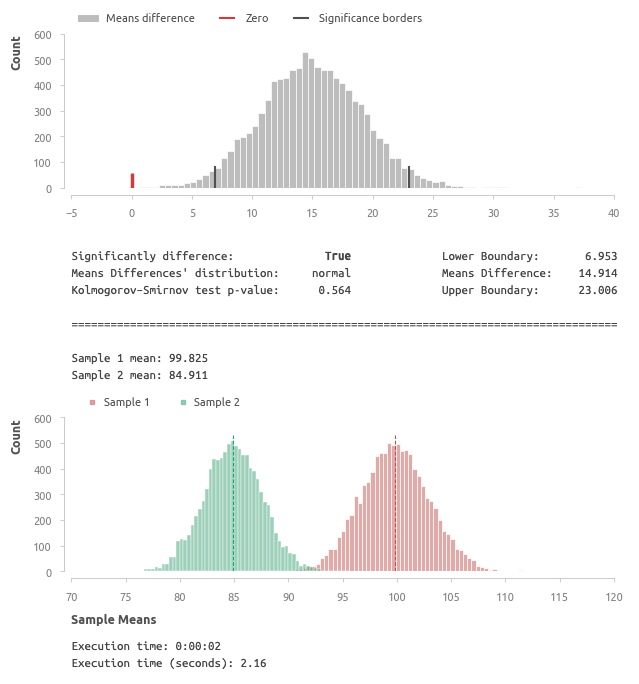 Means difference Zero Significance borders
Count
600
500
400
300
200
100
0
−5 0 5 10 15 20 25 30 35 40
Significantly difference: True Lower Boundary: 6.953
Means Differences' distribution: normal Means Difference: 14.914
Kolmogorov–Smirnov test p-value: 0.564 Upper Boundary: 23.006
====================================================================================
Sample 1 mean: 99.825
Sample 2 mean: 84.911
Sample 1 Sample 2
Count
600
500
400
300
200
100
0
70 75 80 85 90 95 100 105 110 115 120
Sample Means
Execution time: 0:00:02
Execution time (seconds): 2.16